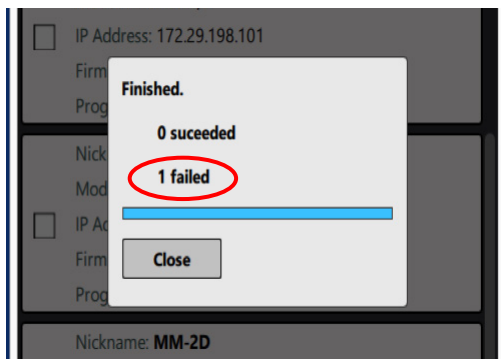 IP Address: 172.29.198.101
Firm
Prog
Finished.
0 suceeded
1 failed
Close
Nick
Mod
IP Ad
Firm
Prog
Nickname: MM-2D